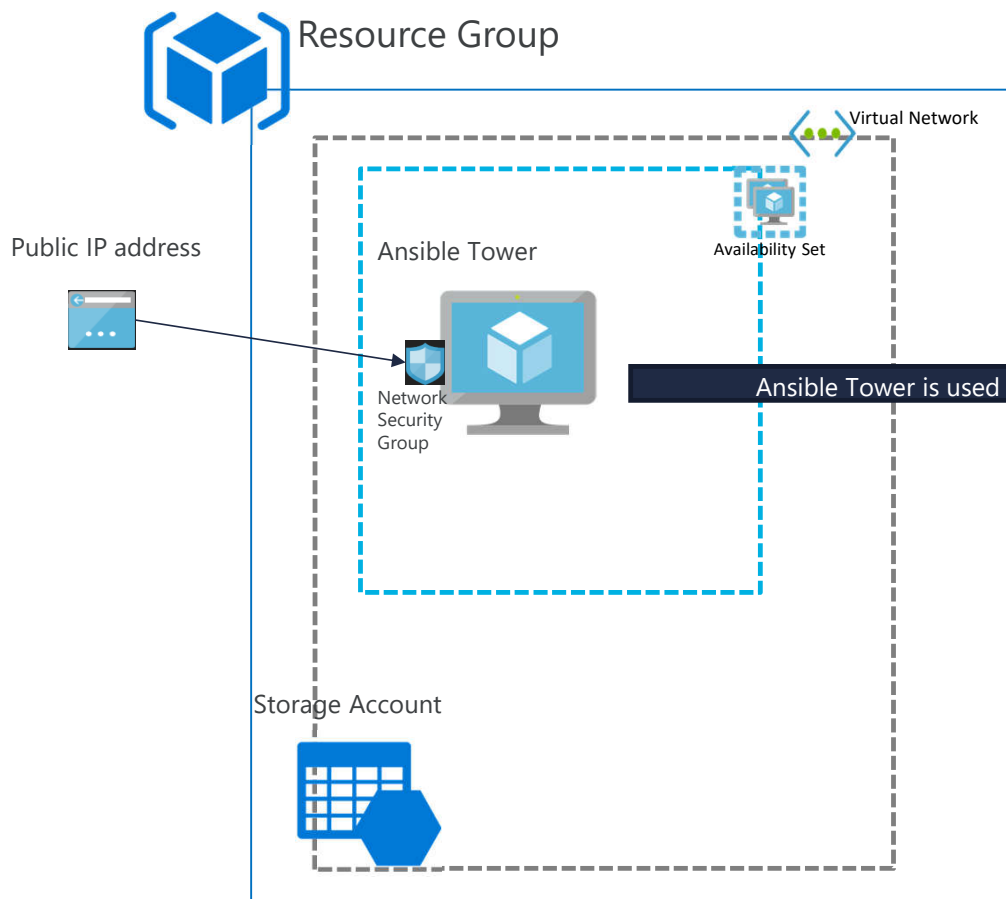 Resource Group
Virtual Network
Public IP address
Ansible Tower
Availability Set
Network
Security
Group
Ansible Tower is used
Storage Account